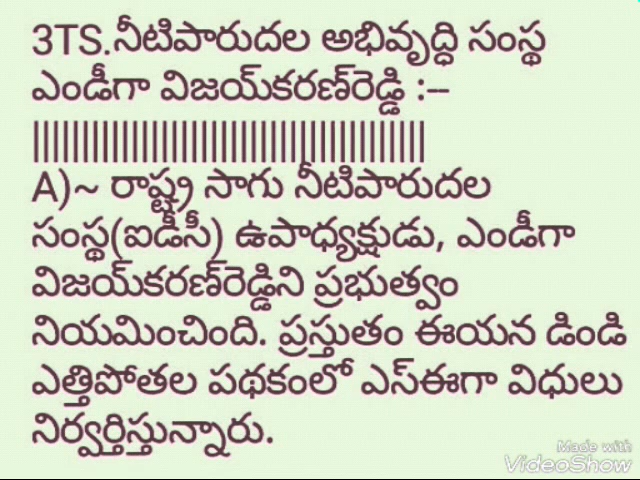 3TS.నీటిపారుదల అభివృద్ధి సంస్థ
ఎండీగా విజయ్‌కరణ్‌రెడ్డి :--
||||||||||||||||||||||||||||||||||||||||
A)~ రాష్ట్ర సాగు నీటిపారుదల
సంస్థ(ఐడీసీ) ఉపాధ్యక్షుడు, ఎండీగా
విజయ్‌కరణ్‌రెడ్డిని ప్రభుత్వం
నియమించింది. ప్రస్తుతం ఈయన డిండి
ఎత్తిపోతల పథకంలో ఎస్ఈగా విధులు
నిర్వర్తిస్తున్నారు.
Made with
VideoShow